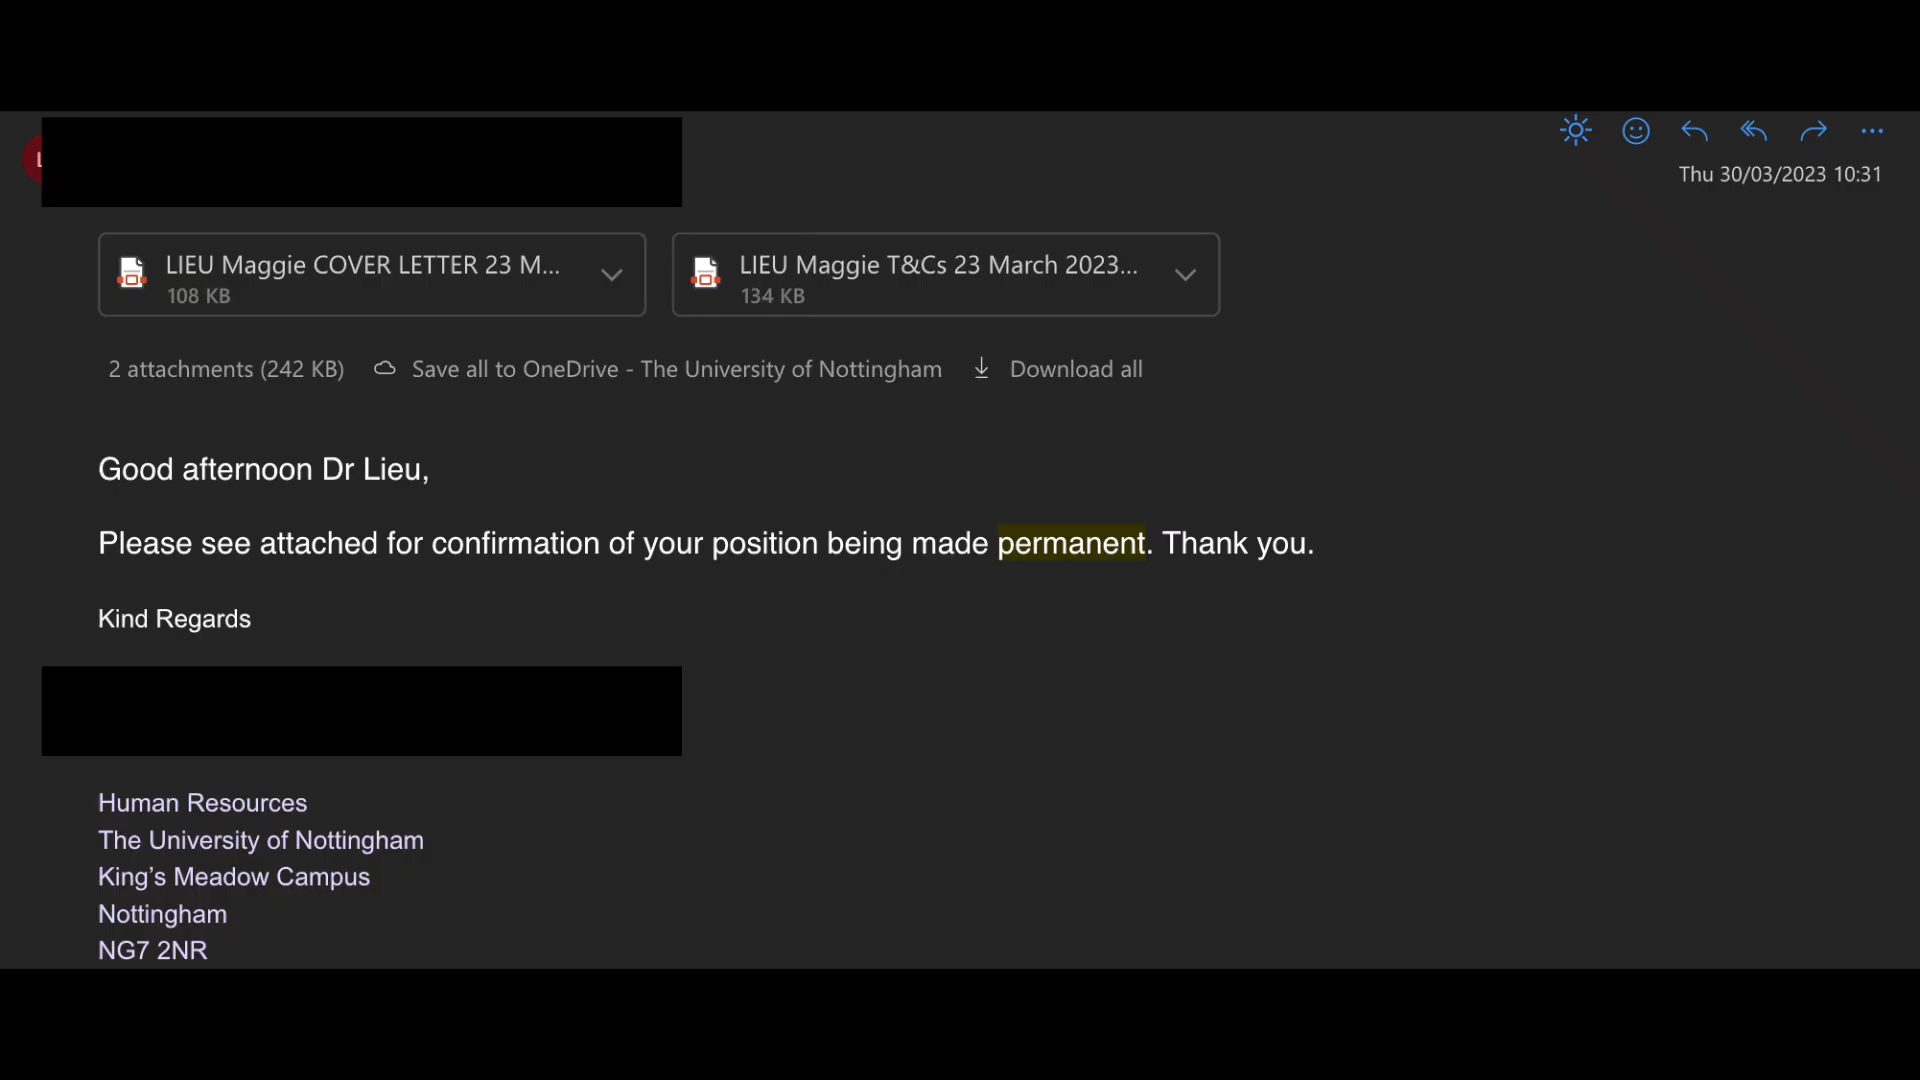 L
Thu 30/03/2023 10:31
LIEU Maggie COVER LETTER 23 M...
108 KB
LIEU Maggie T&Cs 23 March 2023...
134 KB
2 attachments (242 KB) Save all to OneDrive - The University of Nottingham Download all
Good afternoon Dr Lieu,
Please see attached for confirmation of your position being made permanent. Thank you.
Kind Regards
Human Resources
The University of Nottingham
King’s Meadow Campus
Nottingham
NG7 2NR